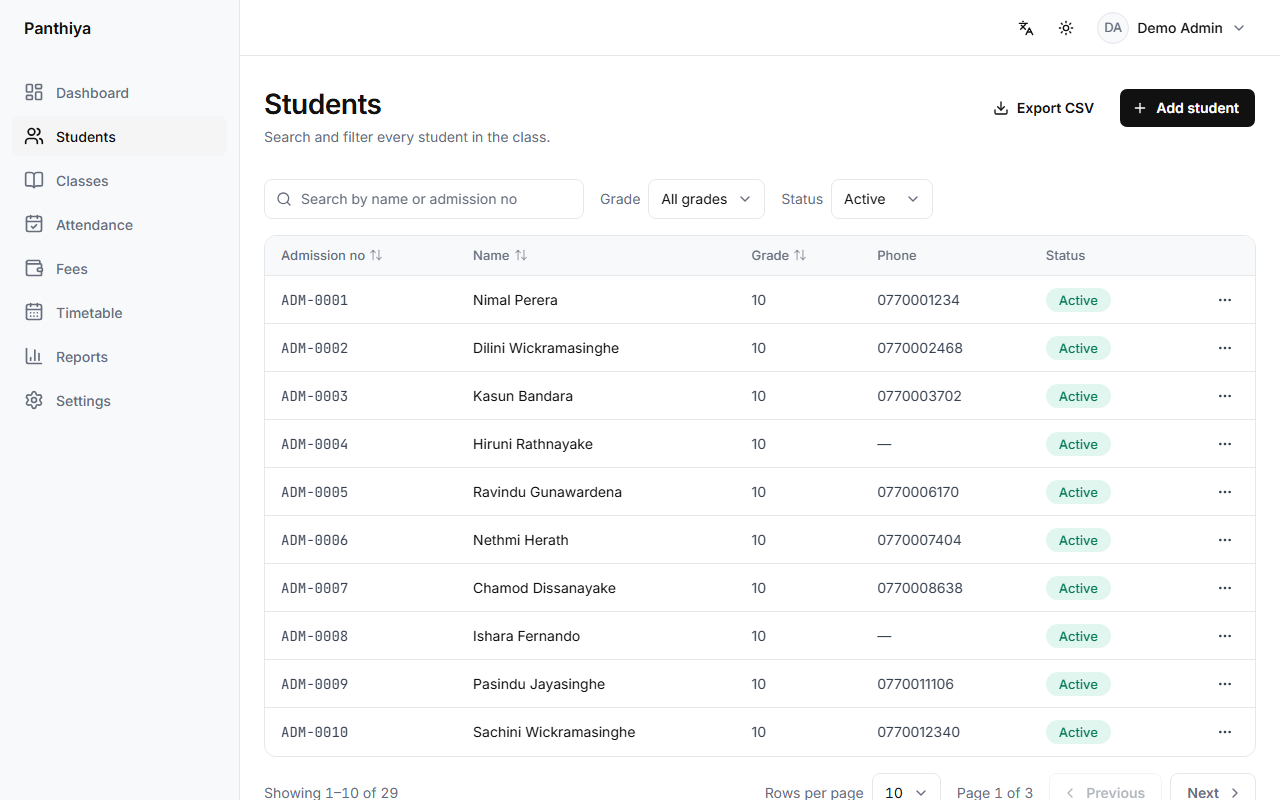 Panthiya
DA Demo Admin
Dashboard
Students
Classes
Attendance
Fees
Timetable
Reports
Settings
Students
Search and filter every student in the class.
Export CSV
Add student
Search by name or admission no Grade All grades Status Active
Admission no Name Grade Phone Status
ADM-0001 Nimal Perera 10 0770001234 Active
ADM-0002 Dilini Wickramasinghe 10 0770002468 Active
ADM-0003 Kasun Bandara 10 0770003702 Active
ADM-0004 Hiruni Rathnayake 10 — Active
ADM-0005 Ravindu Gunawardena 10 0770006170 Active
ADM-0006 Nethmi Herath 10 0770007404 Active
ADM-0007 Chamod Dissanayake 10 0770008638 Active
ADM-0008 Ishara Fernando 10 — Active
ADM-0009 Pasindu Jayasinghe 10 0770011106 Active
ADM-0010 Sachini Wickramasinghe 10 0770012340 Active
Showing 1–10 of 29 Rows per page 10 Page 1 of 3 Previous Next